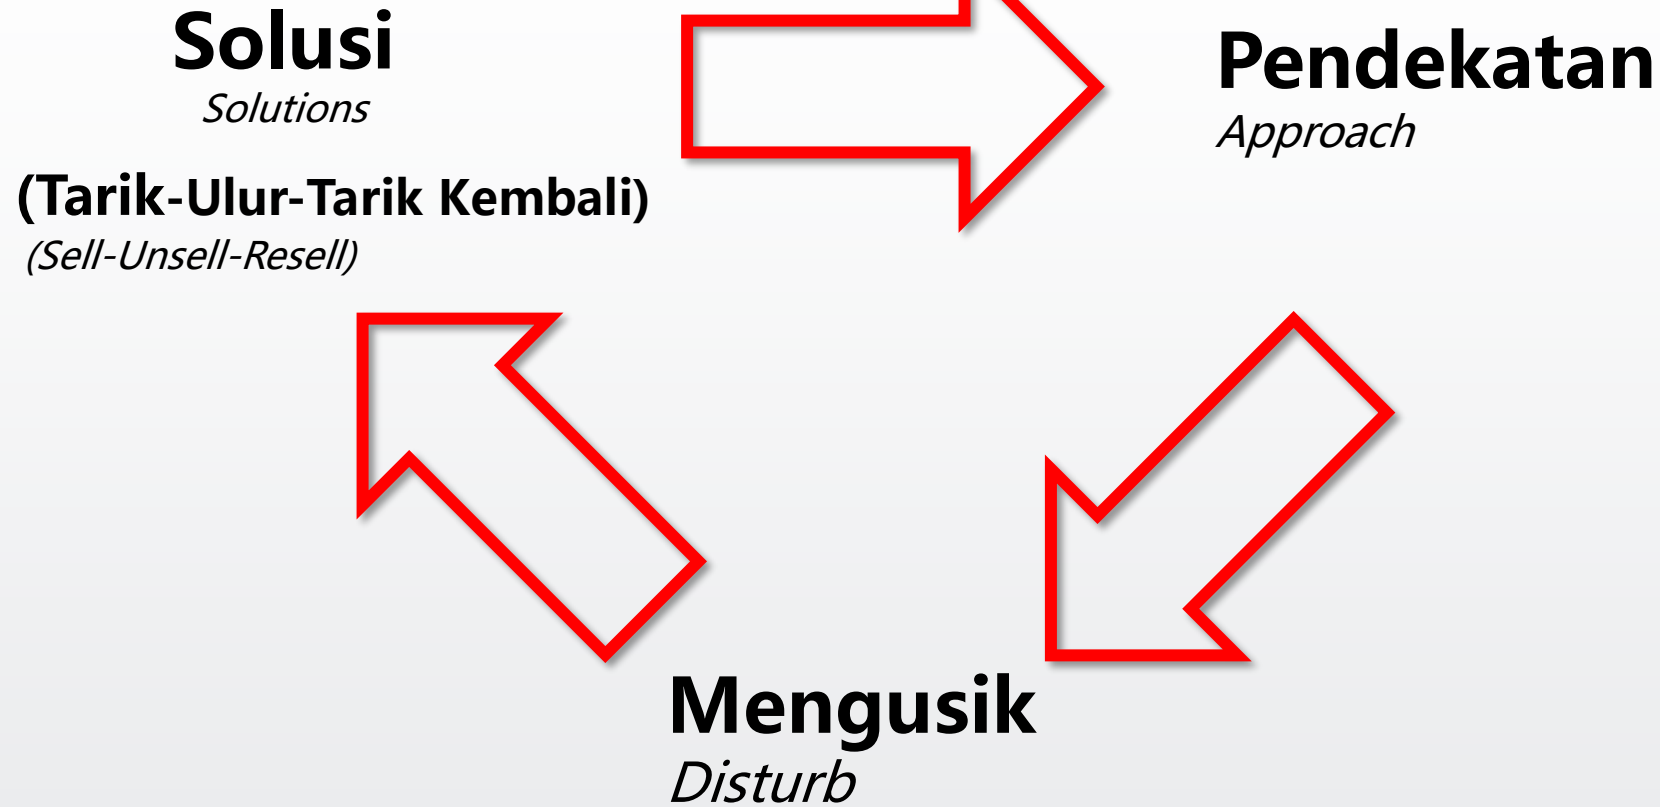 Solusi
Solutions
(Tarik-Ulur-Tarik Kembali)
(Sell-Unsell-Resell)
Pendekatan
Approach
Mengusik
Disturb